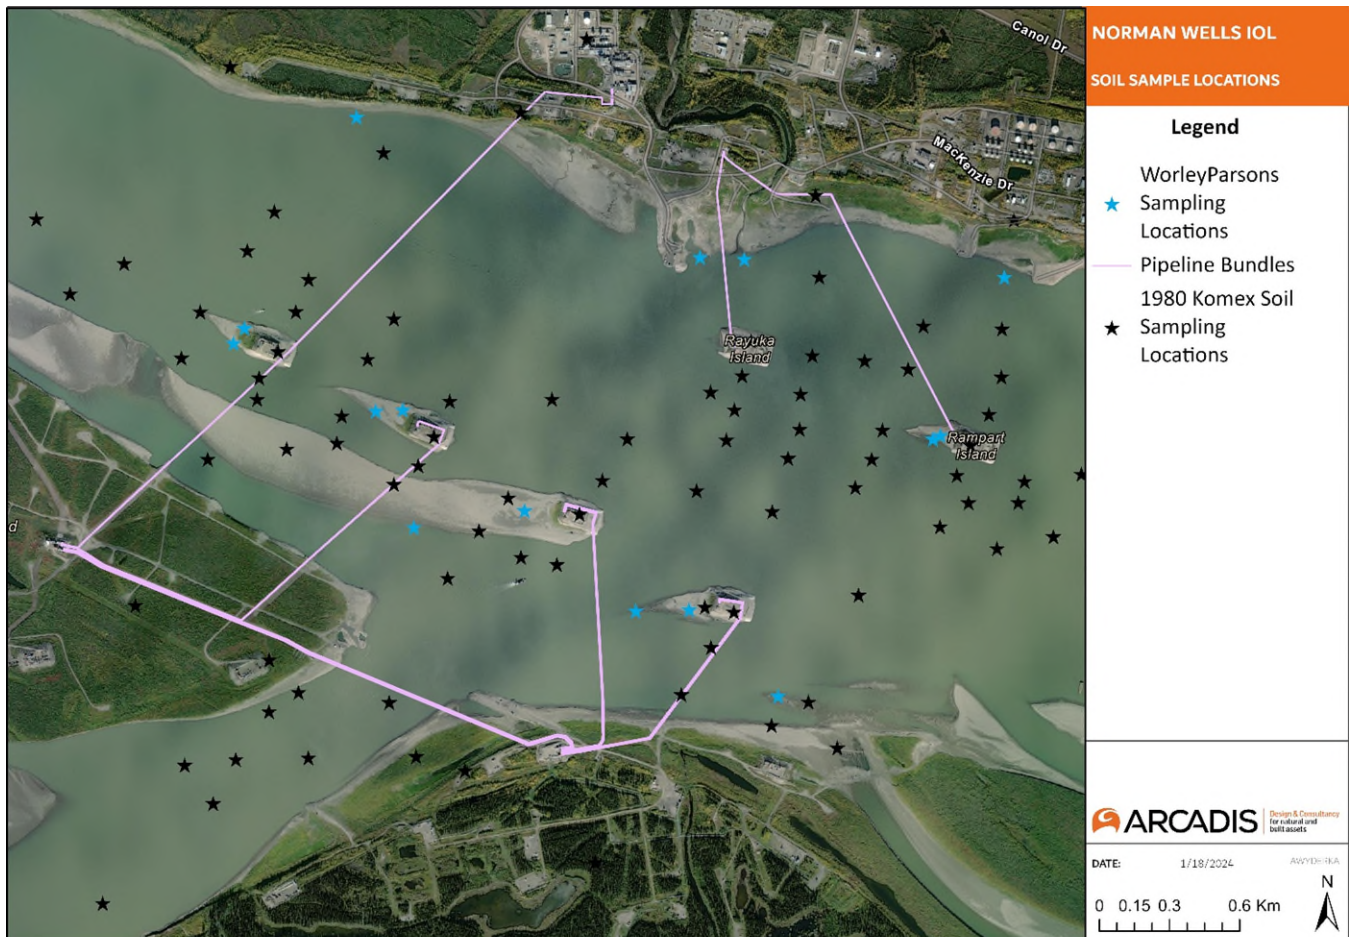 Canol Dr
MacKenzie Dr
Rayuka
Island
Rampart
Island
d
NORMAN WELLS IOL
SOIL SAMPLE LOCATIONS
Legend
WorleyParsons
Sampling
Locations
Pipeline Bundles
1980 Komex Soil
Sampling
Locations
ARCADIS
Design & Consultancy
for natural and
built assets
DATE: 1/18/2024 AWYDERKA
N
0 0.15 0.3 0.6 Km